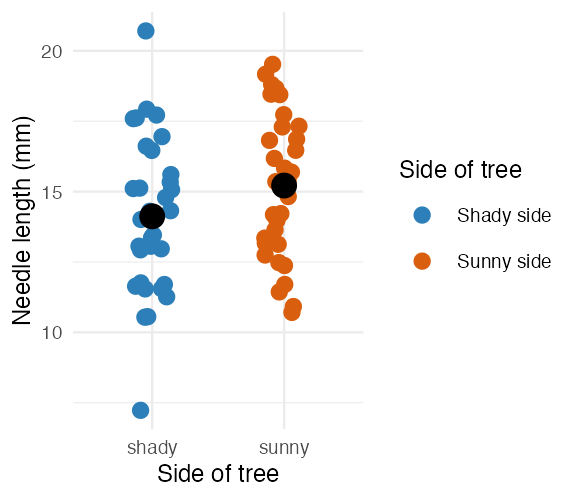 20
15
10
Needle length (mm)
shady
sunny
Side of tree
Side of tree
Shady side
Sunny side